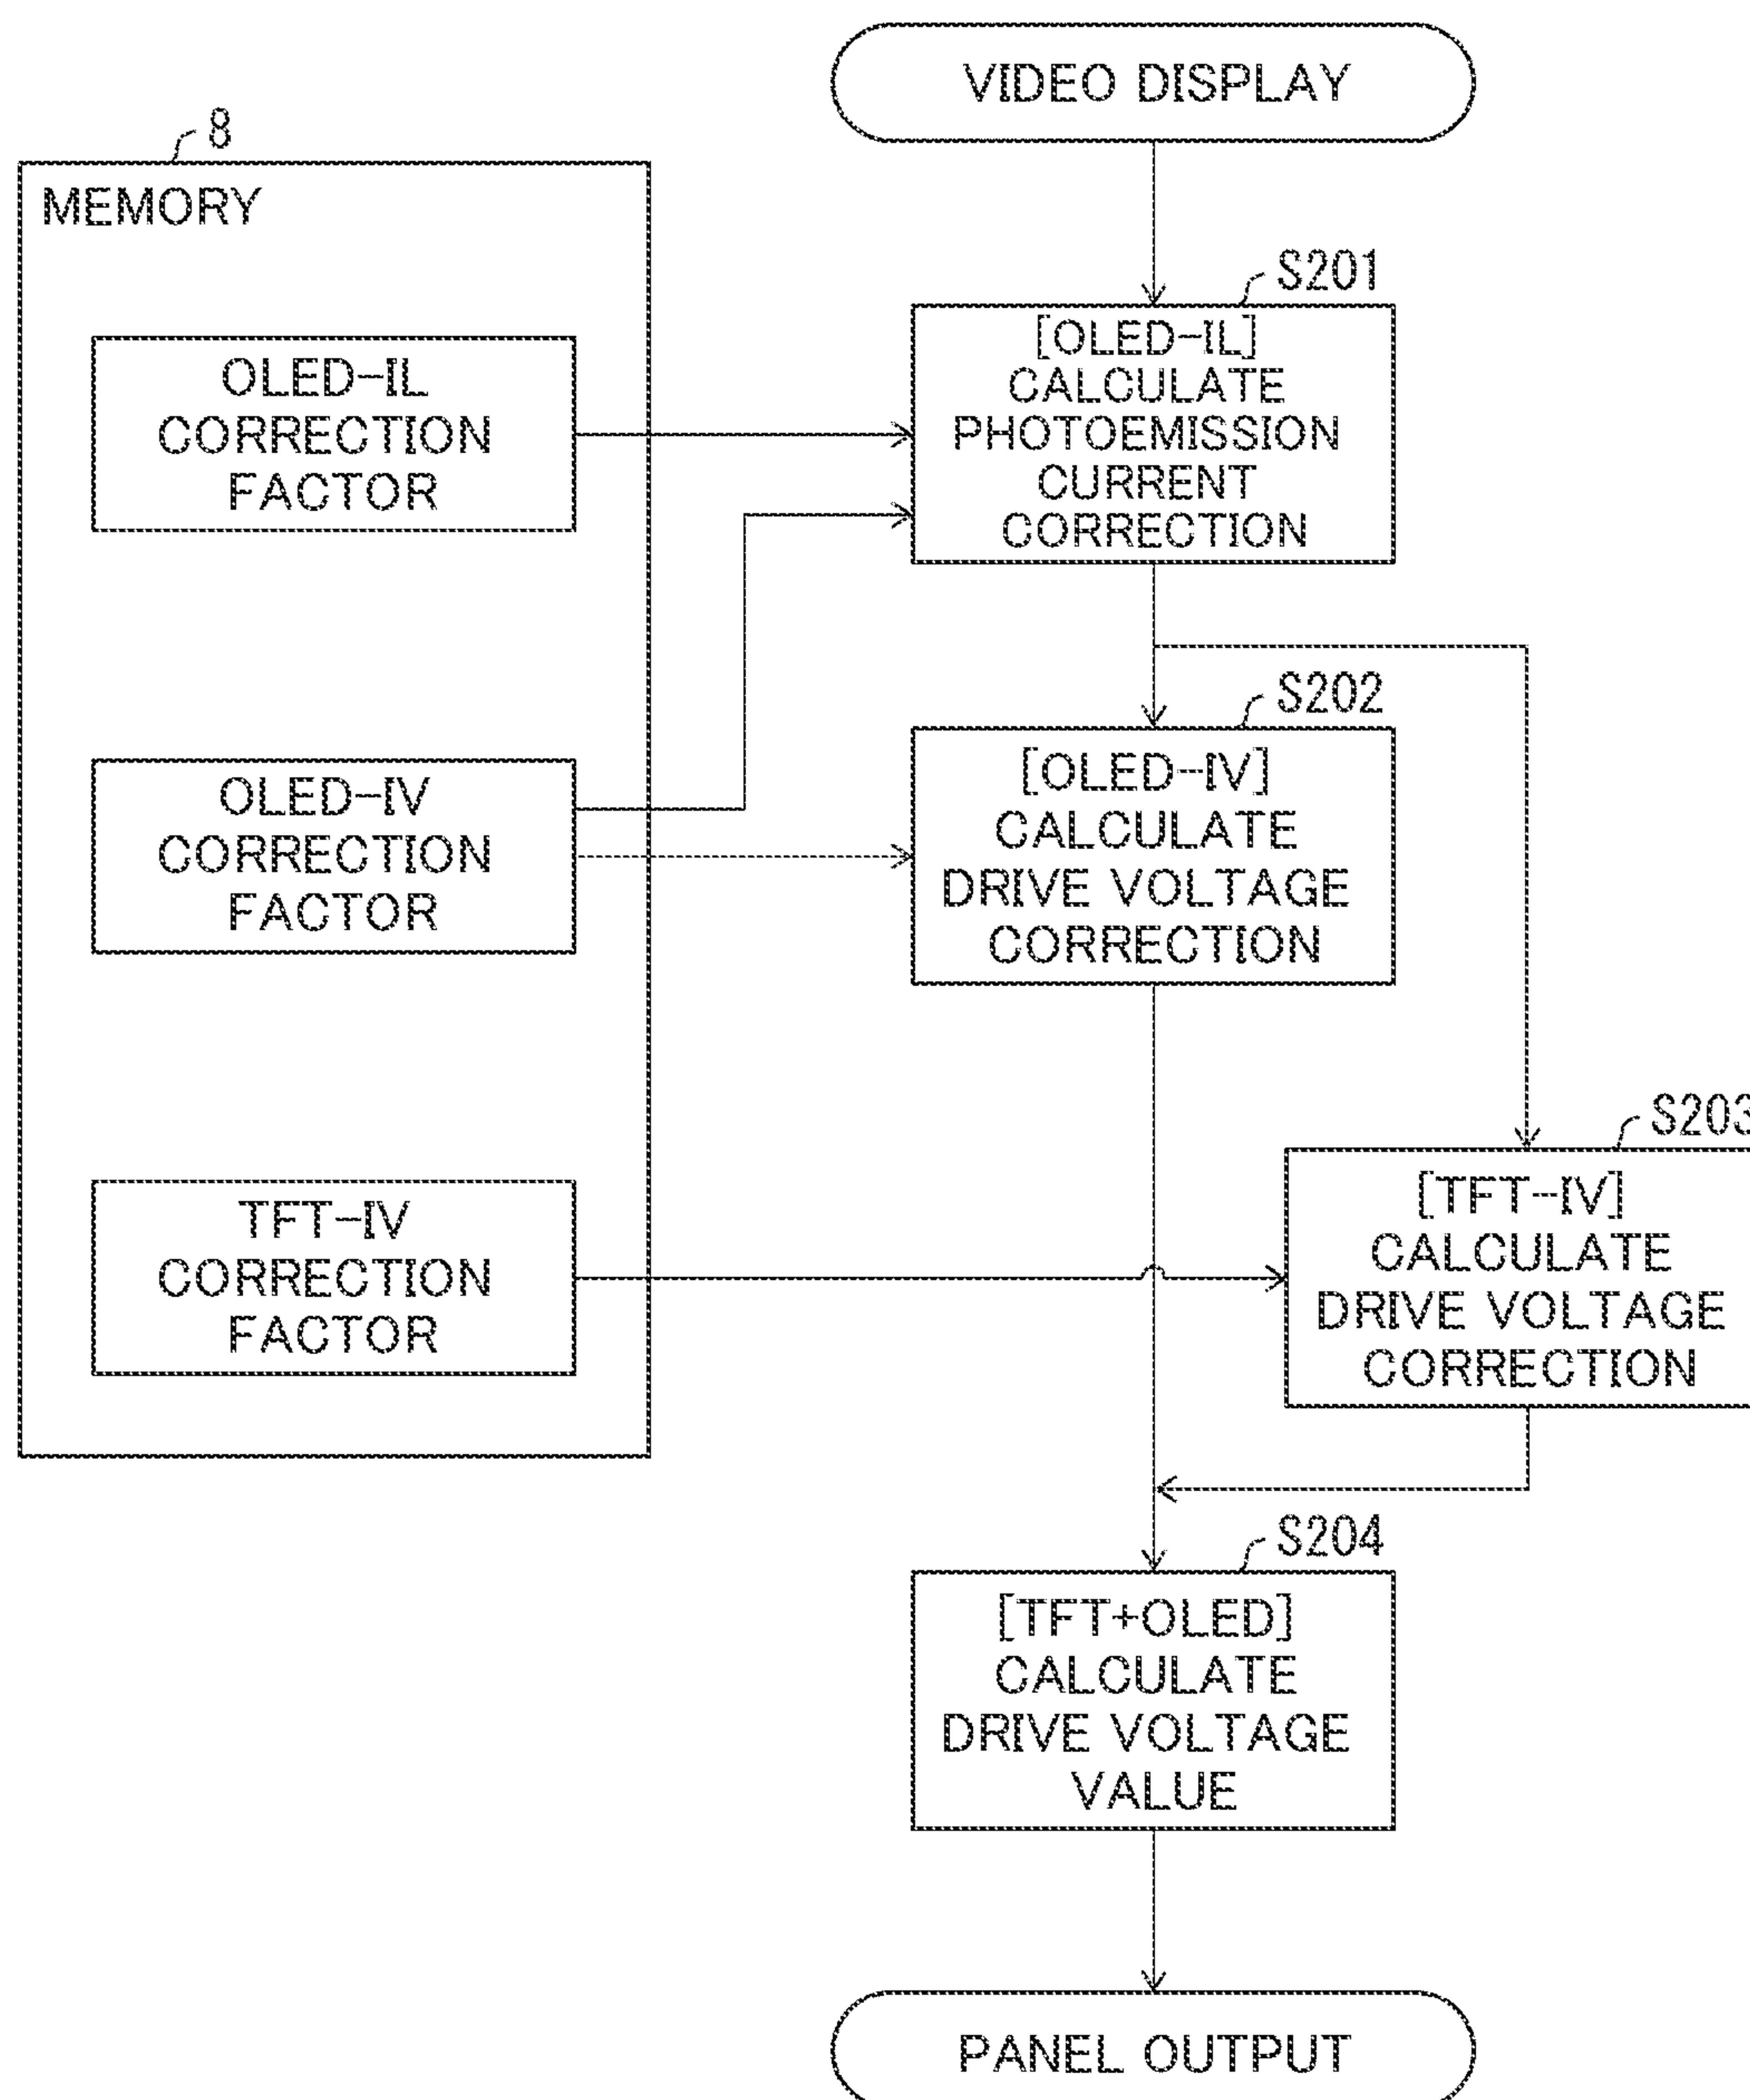 VIDEO DISPLAY
8
MEMORY
S201
OLED-IL
CORRECTION
FACTOR
[OLED-IL]
CALCULATE
PHOTOEMISSION
CURRENT
CORRECTION
S202
OLED-IV
CORRECTION
FACTOR
[OLED-IV]
CALCULATE
DRIVE VOLTAGE
CORRECTION
S203
TFT-IV
CORRECTION
FACTOR
[TFT-IV]
CALCULATE
DRIVE VOLTAGE
CORRECTION
S204
[TFT+OLED]
CALCULATE
DRIVE VOLTAGE
VALUE
PANEL OUTPUT